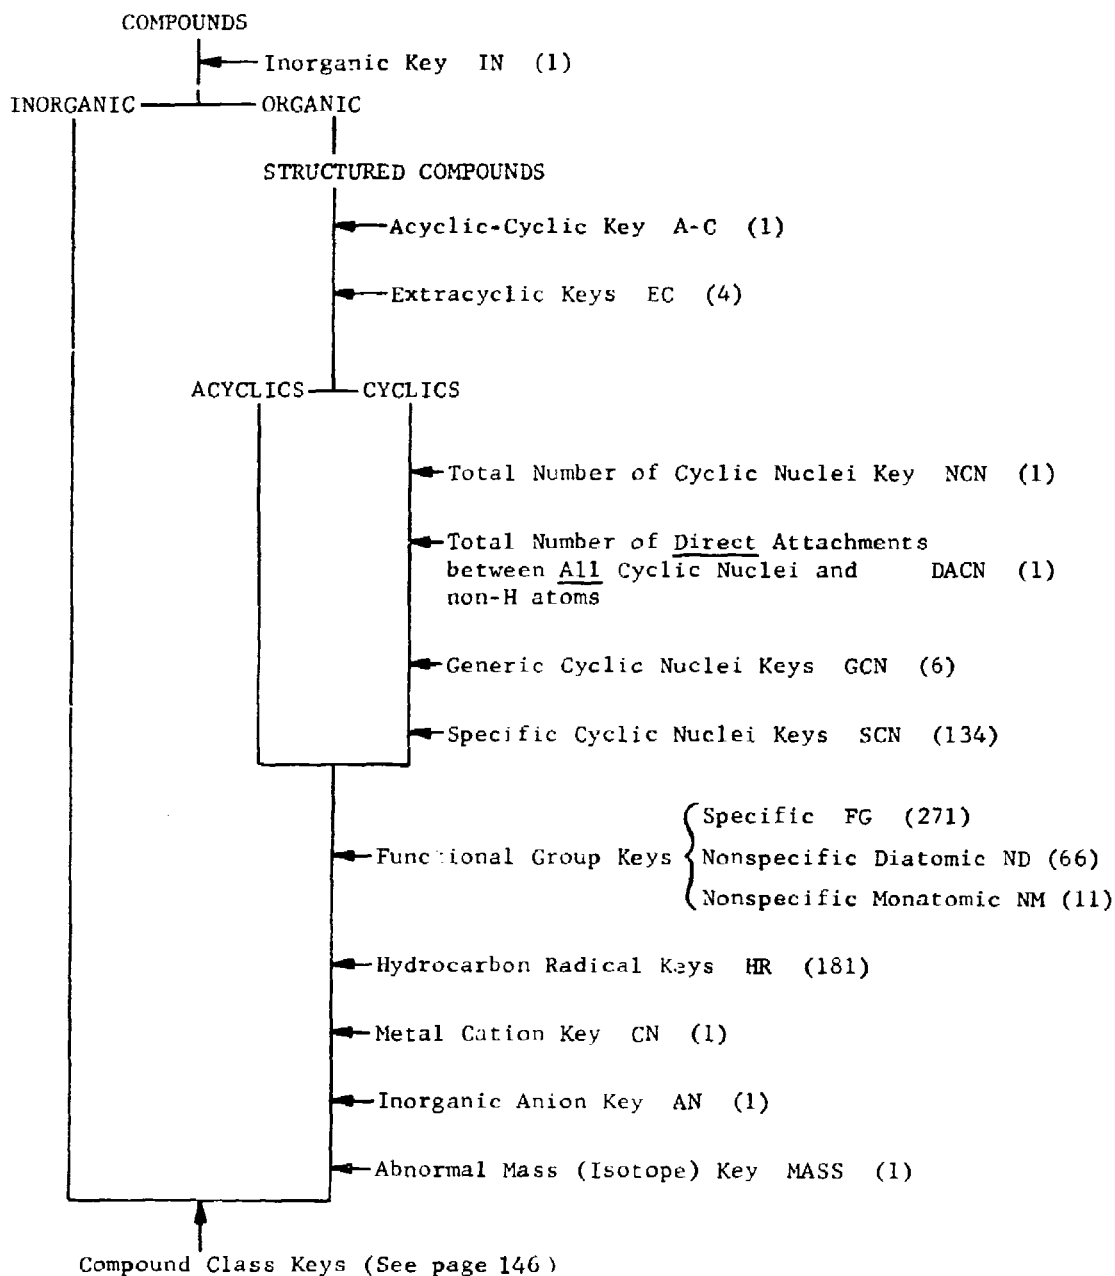 COMPOUNDS
Inorganic Key IN (1)
INORGANIC ORGANIC
STRUCTURED COMPOUNDS
Acyclic-Cyclic Key A-C (1)
Extracyclic Keys EC (4)
ACYCLICS CYCLICS
Total Number of Cyclic Nuclei Key NCN (1)
Total Number of Direct Attachments
between All Cyclic Nuclei and DACN (1)
non-H atoms
Generic Cyclic Nuclei Keys GCN (6)
Specific Cyclic Nuclei Keys SCN (134)
Functional Group Keys
Specific FG (271)
Nonspecific Diatomic ND (66)
Nonspecific Monatomic NM (11)
Hydrocarbon Radical Keys HR (181)
Metal Cation Key CN (1)
Inorganic Anion Key AN (1)
Abnormal Mass (Isotope) Key MASS (1)
Compound Class Keys (See page 146)